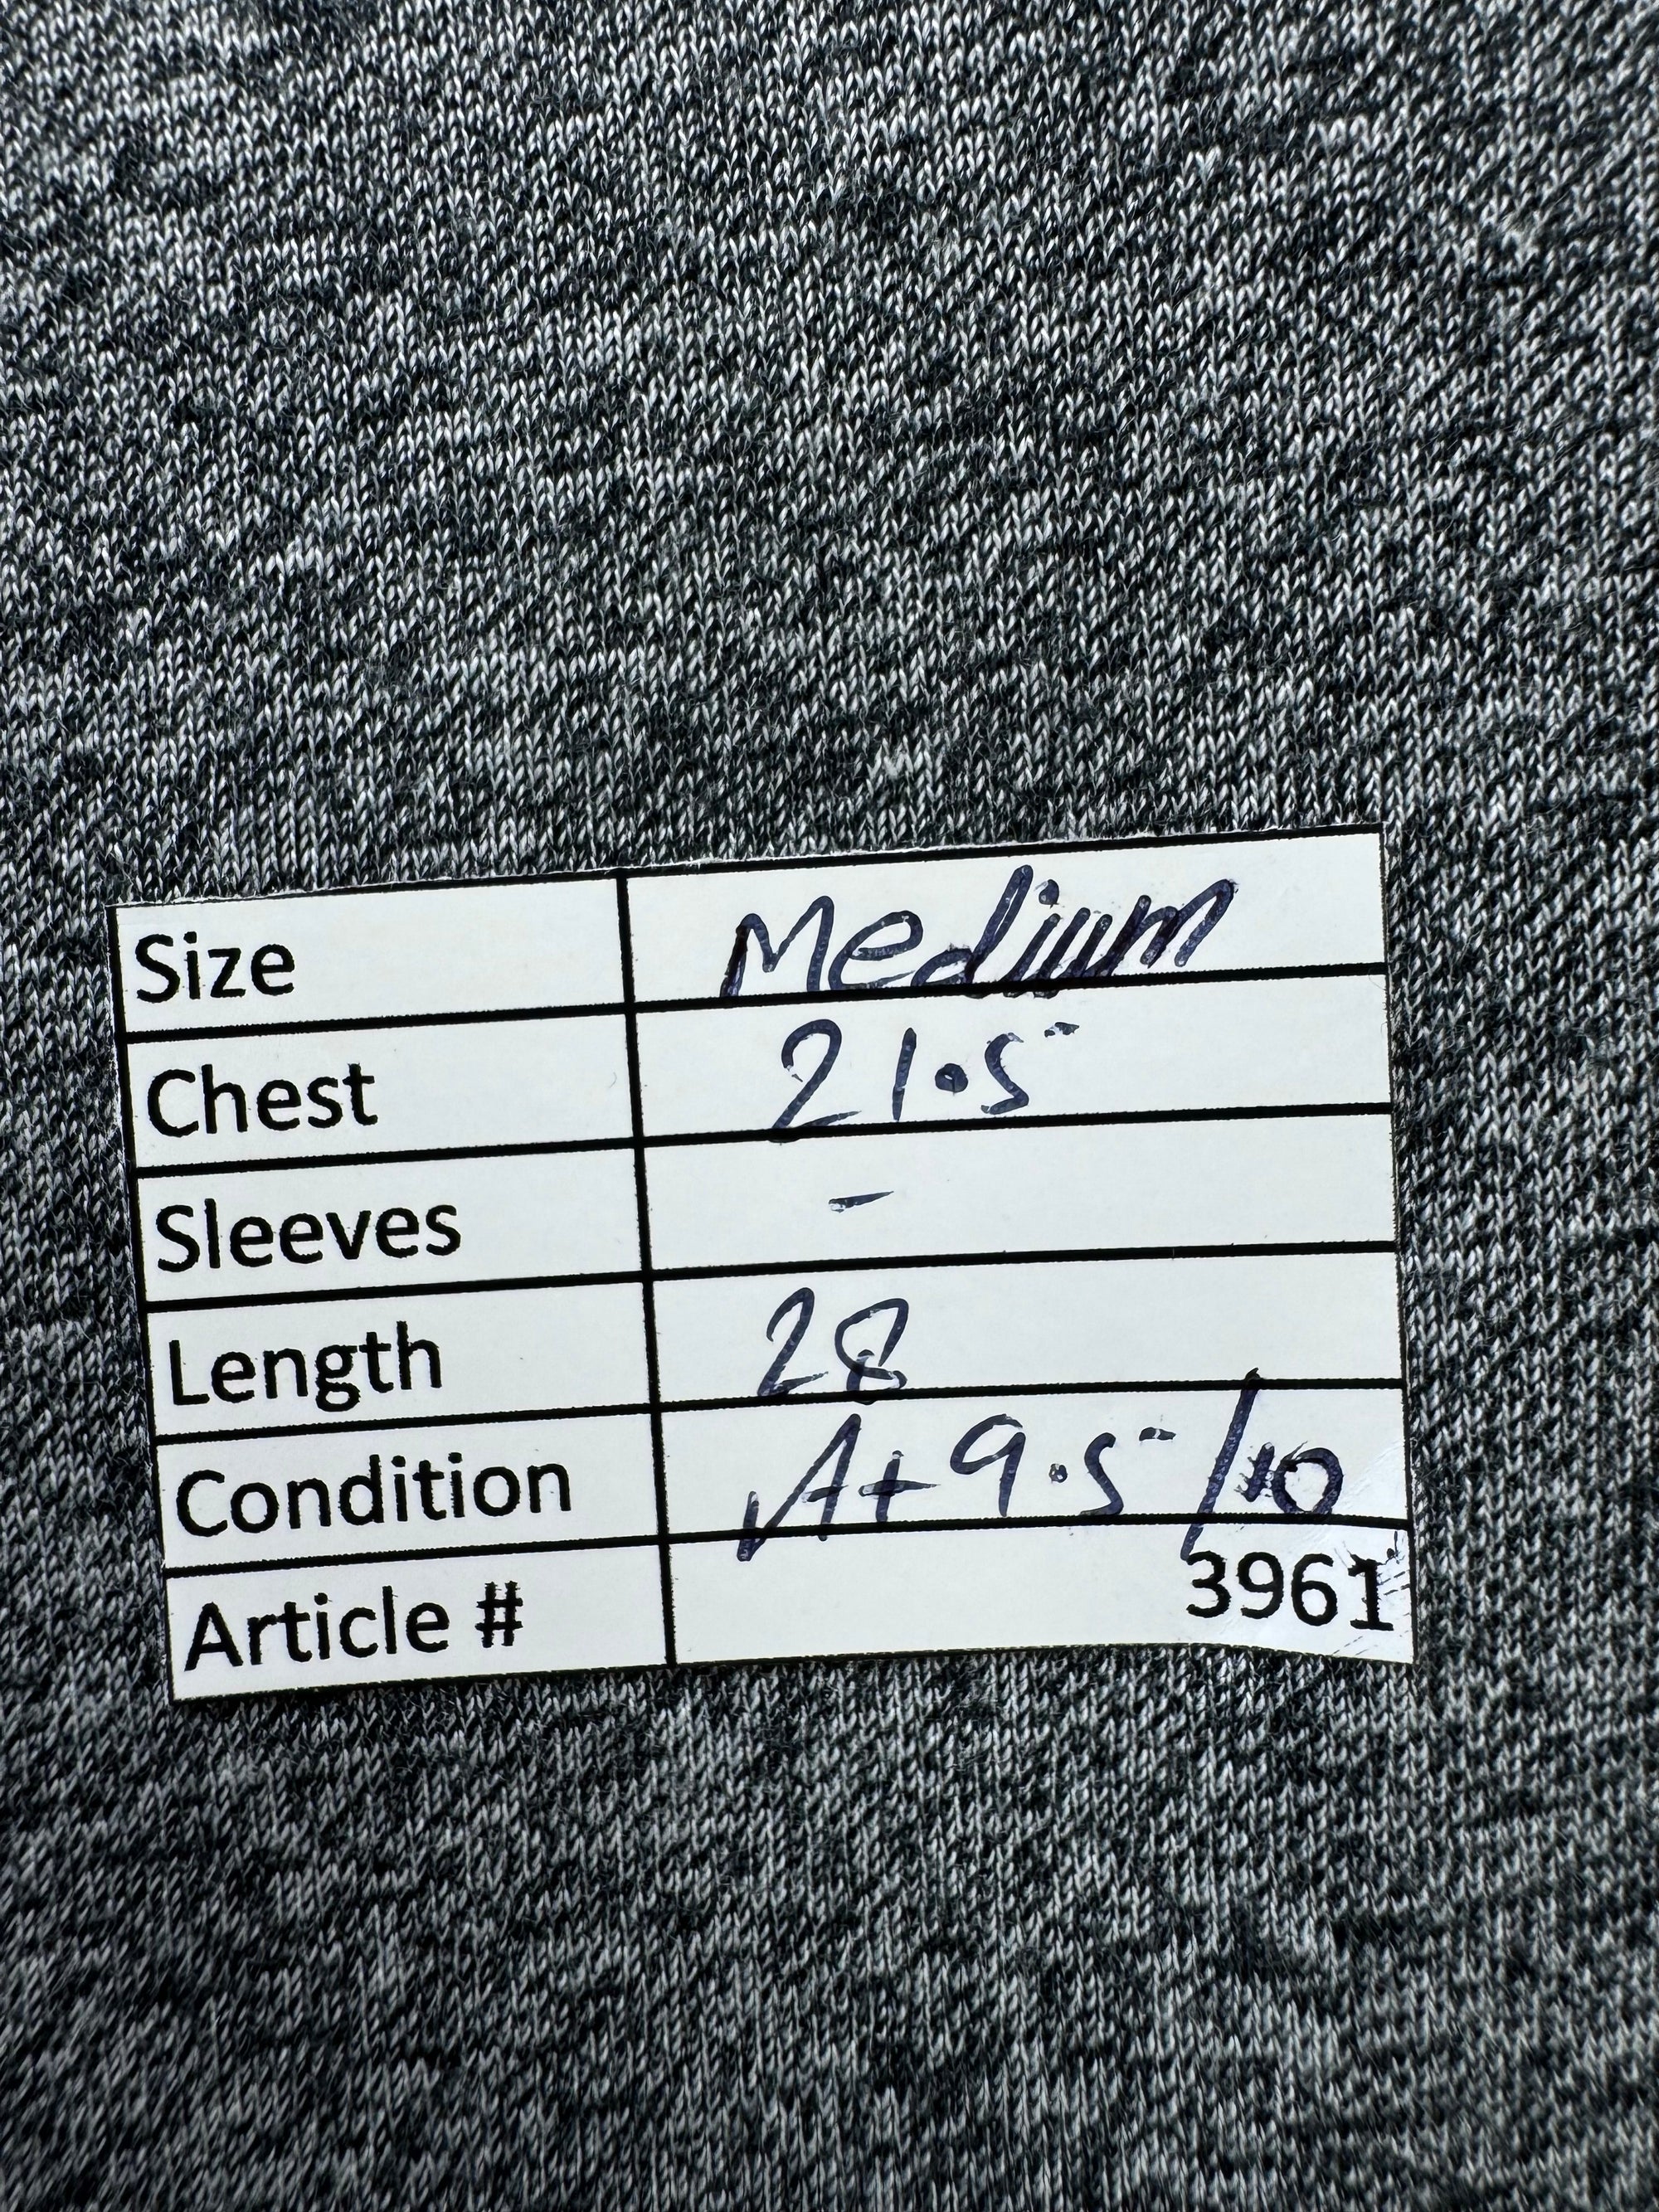 Size Medium
Chest 21.5
Sleeves -
Length 28
Condition A+ 9.5/10
Article # 3961